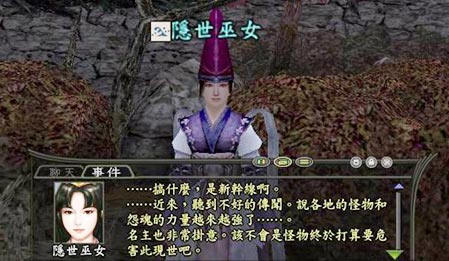 隱世巫女
聊天
事件
……搞什麼，是新幹線啊。
……近來，聽到不好的傳聞。說各地的怪物和
怨魂的力量越來越強了……。
名主也非常掛意。該不會是怪物終於打算要危
害此現世吧。
隱世巫女